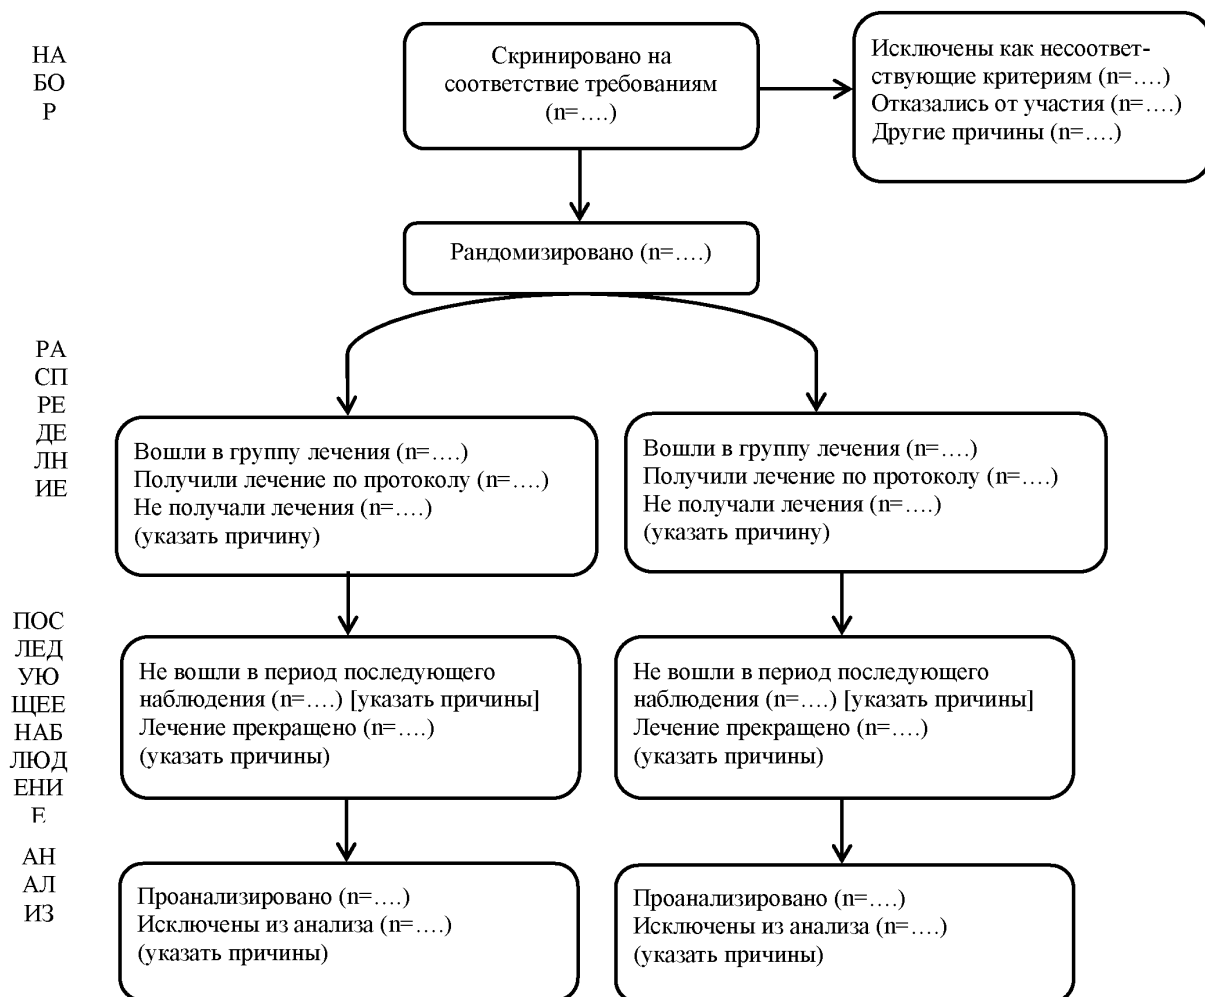 НА
БО
Р
Скринировано на
соответствие требованиям
(n=….)
Исключены как несоответ-
ствующие критериям (n=….)
Отказались от участия (n=….)
Другие причины (n=….)
Рандомизировано (n=….)
РА
СП
РЕ
ДЕ
ЛН
ИЕ
Вошли в группу лечения (n=….)
Получили лечение по протоколу (n=….)
Не получали лечения (n=….)
(указать причину)
Вошли в группу лечения (n=….)
Получили лечение по протоколу (n=….)
Не получали лечения (n=….)
(указать причину)
ПОС
ЛЕД
УЮ
ЩЕЕ
НАБ
ЛЮД
ЕНИ
Е
Не вошли в период последующего
наблюдения (n=….) [указать причины]
Лечение прекращено (n=….)
(указать причины)
Не вошли в период последующего
наблюдения (n=….) [указать причины]
Лечение прекращено (n=….)
(указать причины)
АН
АЛ
ИЗ
Проанализировано (n=….)
Исключены из анализа (n=….)
(указать причины)
Проанализировано (n=….)
Исключены из анализа (n=….)
(указать причины)